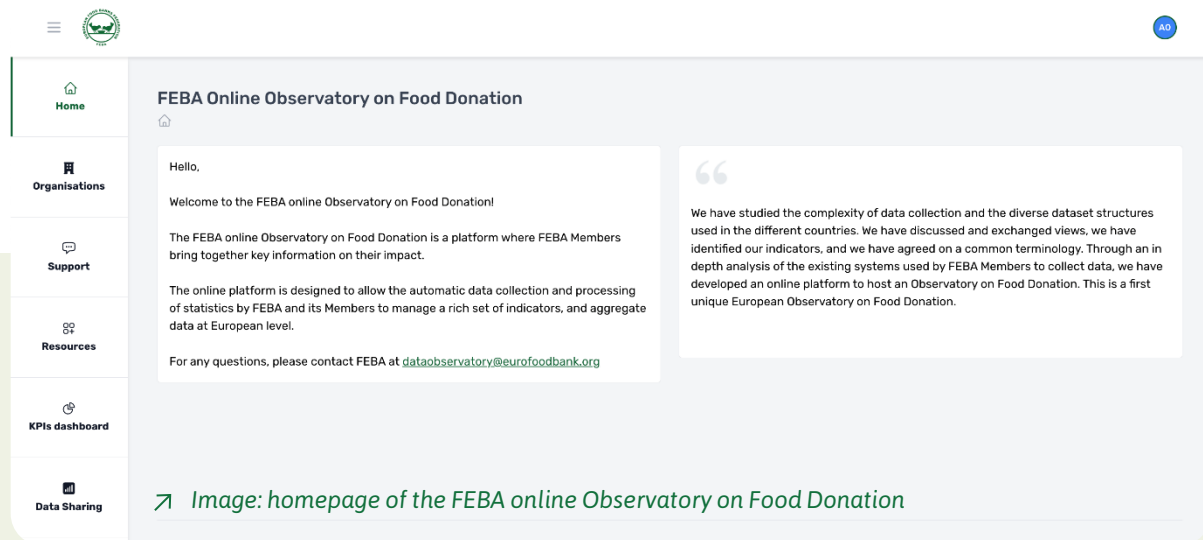 AO
Home
Organisations
Support
Resources
KPIs dashboard
Data Sharing
FEBA Online Observatory on Food Donation
Hello,
Welcome to the FEBA online Observatory on Food Donation!
The FEBA online Observatory on Food Donation is a platform where FEBA Members
bring together key information on their impact.
The online platform is designed to allow the automatic data collection and processing
of statistics by FEBA and its Members to manage a rich set of indicators, and aggregate
data at European level.
For any questions, please contact FEBA at dataobservatory@eurofoodbank.org
“
We have studied the complexity of data collection and the diverse dataset structures
used in the different countries. We have discussed and exchanged views, we have
identified our indicators, and we have agreed on a common terminology. Through an in
depth analysis of the existing systems used by FEBA Members to collect data, we have
developed an online platform to host an Observatory on Food Donation. This is a first
unique European Observatory on Food Donation.
Image: homepage of the FEBA online Observatory on Food Donation